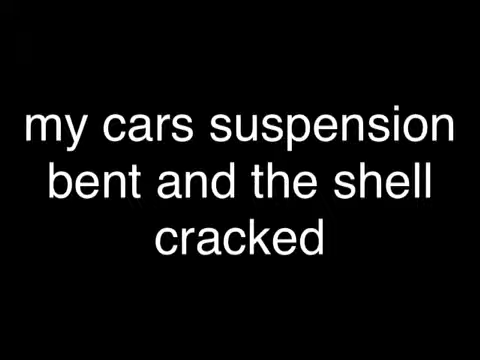 my cars suspension
bent and the shell
cracked